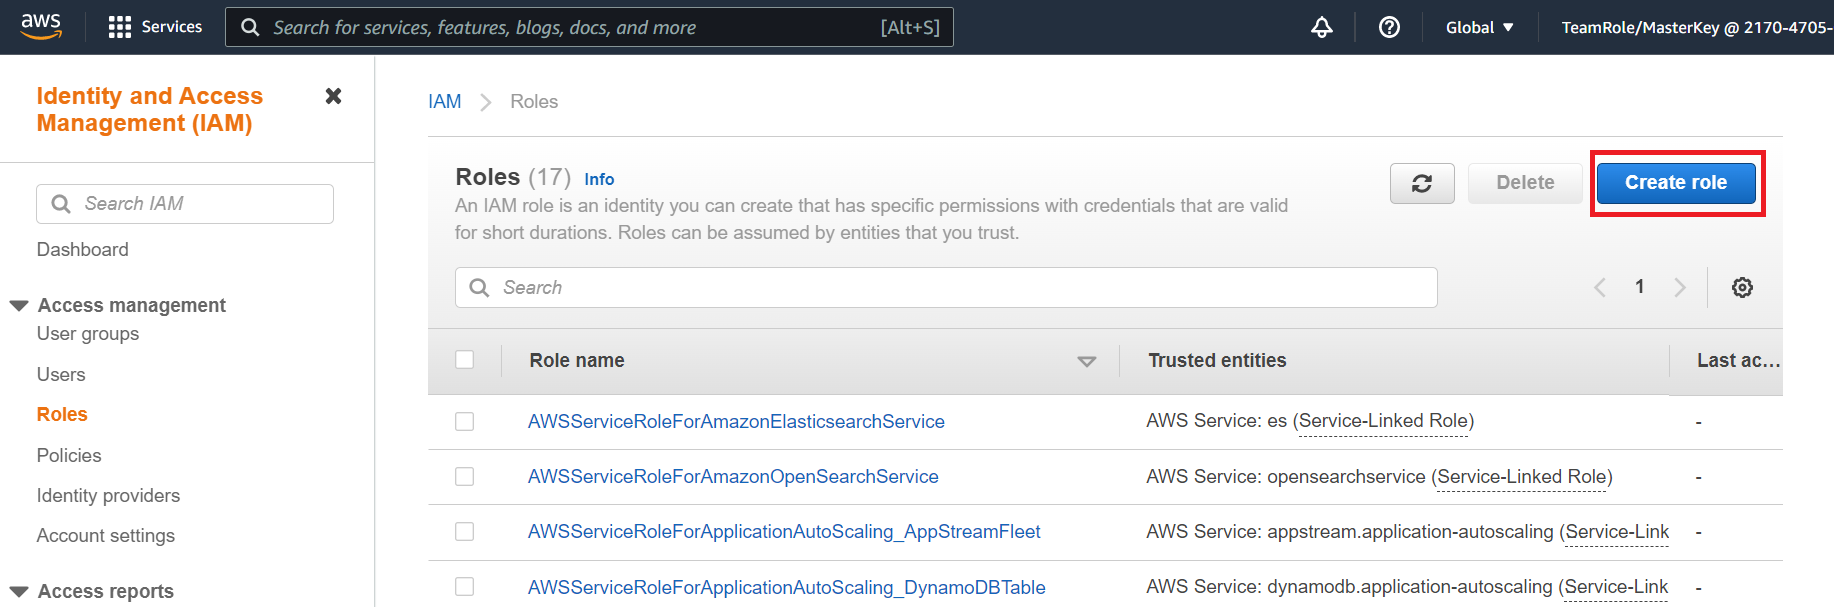 aws
Services
Search for services, features, blogs, docs, and more [Alt+S]
Global
TeamRole/MasterKey @ 2170-4705-
Identity and Access
Management (IAM)
Search IAM
Dashboard
Access management
User groups
Users
Roles
Policies
Identity providers
Account settings
Access reports
IAM > Roles
Roles (17) Info
An IAM role is an identity you can create that has specific permissions with credentials that are valid
for short durations. Roles can be assumed by entities that you trust.
Delete
Create role
Search
1
Role name Trusted entities Last ac...
AWSServiceRoleForAmazonElasticsearchService AWS Service: es (Service-Linked Role) -
AWSServiceRoleForAmazonOpenSearchService AWS Service: opensearchservice (Service-Linked Role) -
AWSServiceRoleForApplicationAutoScaling_AppStreamFleet AWS Service: appstream.application-autoscaling (Service-Link -
AWSServiceRoleForApplicationAutoScaling_DynamoDBTable AWS Service: dynamodb.application-autoscaling (Service-Link -